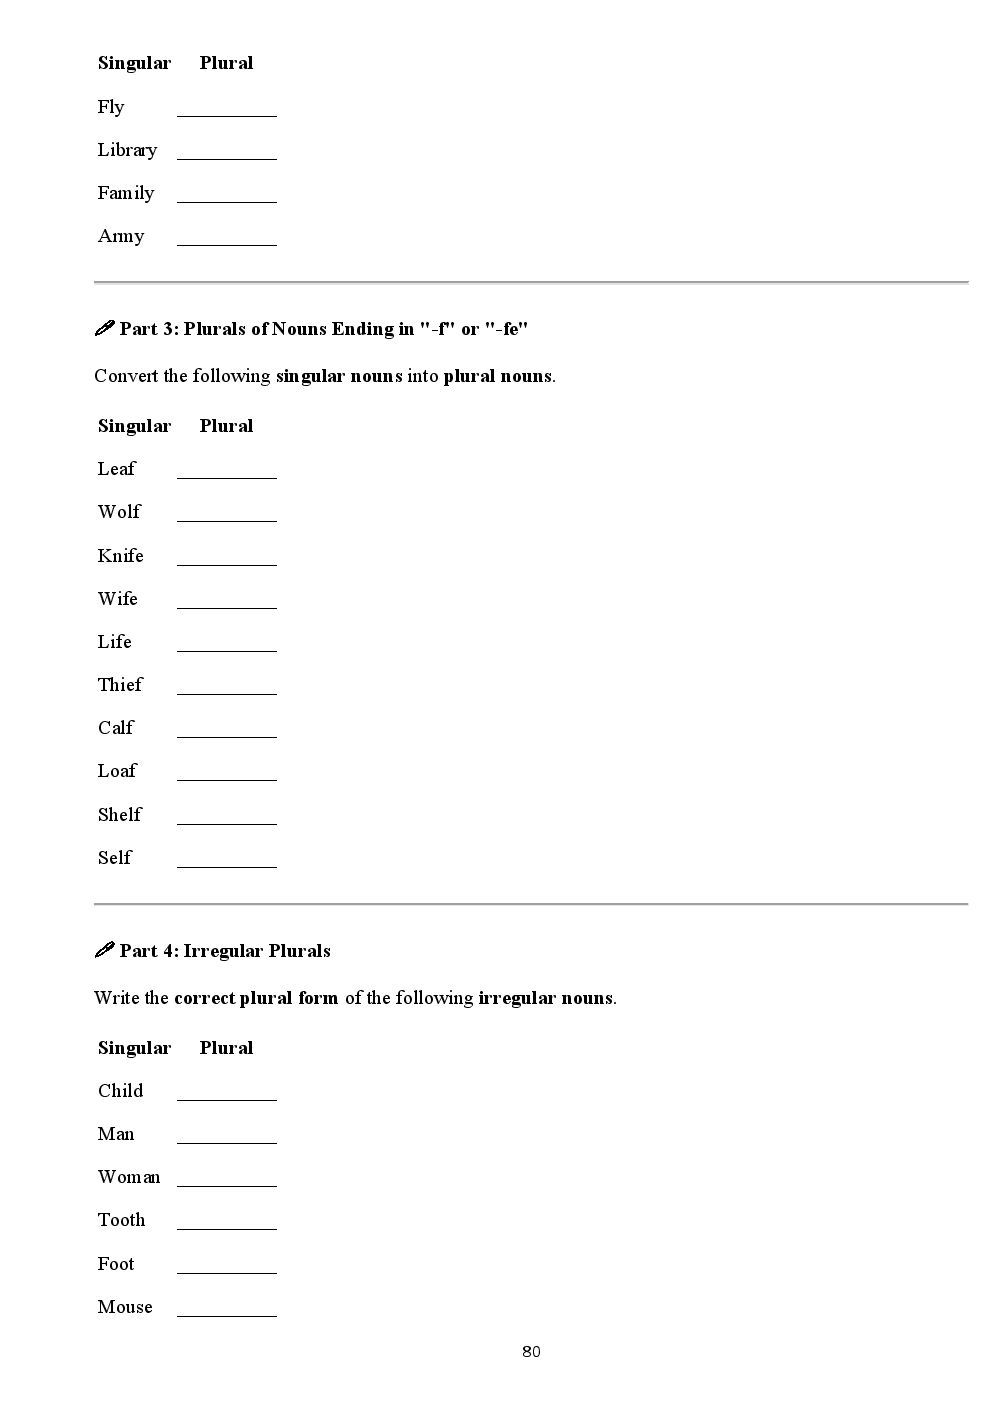 Singular Plural
Fly __________
Library __________
Family __________
Army __________
Part 3: Plurals of Nouns Ending in "-f" or "-fe"
Convert the following singular nouns into plural nouns.
Singular Plural
Leaf __________
Wolf __________
Knife __________
Wife __________
Life __________
Thief __________
Calf __________
Loaf __________
Shelf __________
Self __________
Part 4: Irregular Plurals
Write the correct plural form of the following irregular nouns.
Singular Plural
Child __________
Man __________
Woman __________
Tooth __________
Foot __________
Mouse __________
80